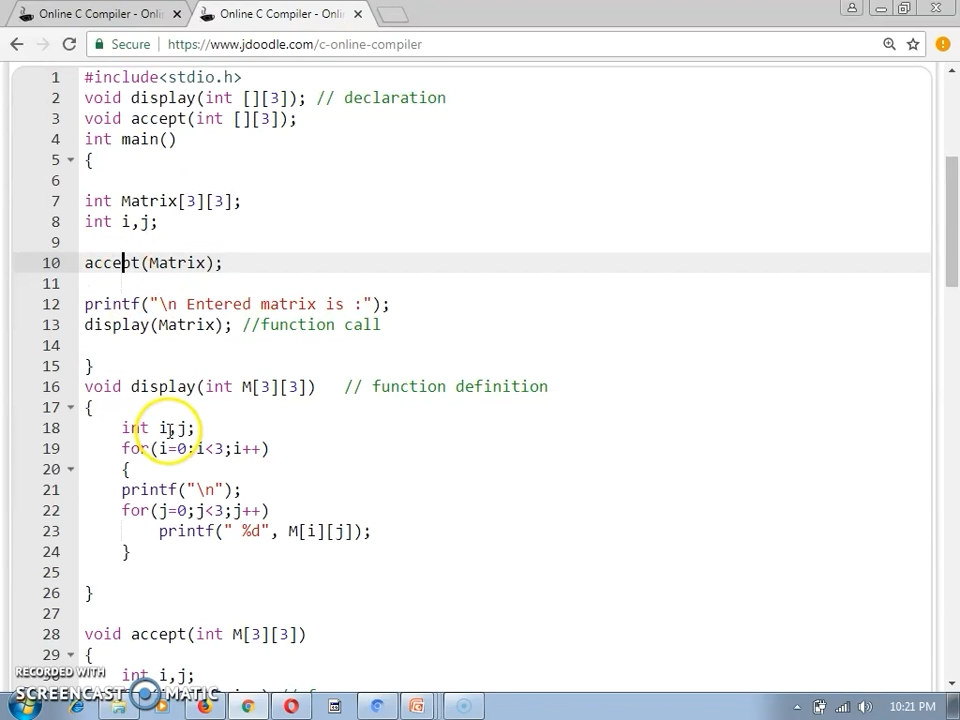 Online C Compiler - Onli
Online C Compiler - Onli
Secure
https://www.jdoodle.com/c-online-compiler
1 #include<stdio.h>
2 void display(int [][3]); // declaration
3 void accept(int [][3]);
4 int main()
5 {
6
7 int Matrix[3][3];
8 int i,j;
9
10 accept(Matrix);
11
12 printf("\n Entered matrix is :");
13 display(Matrix); //function call
14
15 }
16 void display(int M[3][3]) // function definition
17 {
18 int i,j;
19 for(i=0;i<3;i++)
20 {
21 printf("\n");
22 for(j=0;j<3;j++)
23 printf(" %d", M[i][j]);
24 }
25
26 }
27
28 void accept(int M[3][3])
29 {
int i,j;
RECORDED WITH
SCREENCAST MATIC
10:21 PM